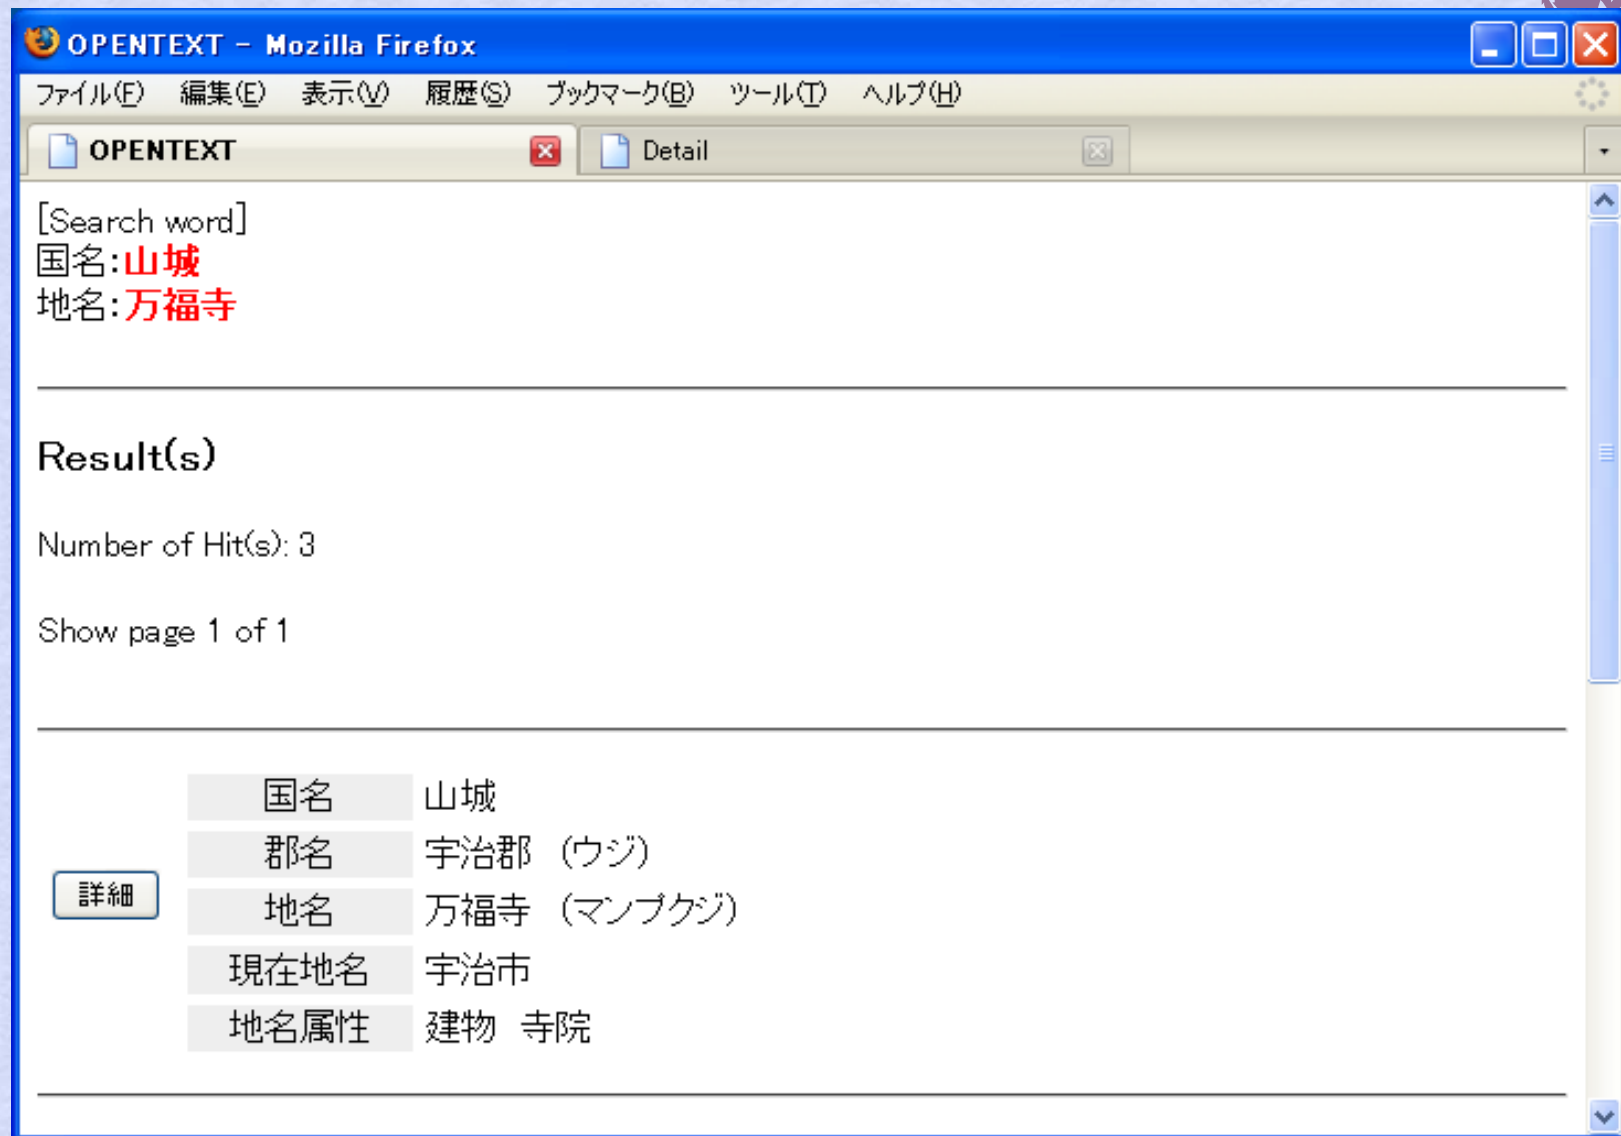 OPENTEXT - Mozilla Firefox
ファイル(F) 編集(E) 表示(V) 履歴(S) ブックマーク(B) ツール(T) ヘルプ(H)
OPENTEXT Detail
[Search word]
国名:山城
地名:万福寺
Result(s)
Number of Hit(s): 3
Show page 1 of 1
国名 山城
郡名 宇治郡 (ウジ)
詳細
地名 万福寺 (マンプクジ)
現在地名 宇治市
地名属性 建物 寺院